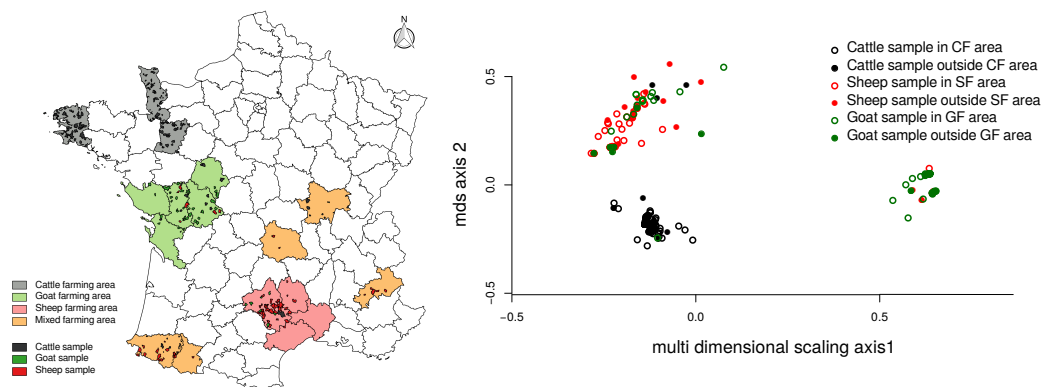 N
Cattle farming area
Goat farming area
Sheep farming area
Mixed farming area
Cattle sample
Goat sample
Sheep sample
Cattle sample in CF area
Cattle sample outside CF area
Sheep sample in SF area
Sheep sample outside SF area
Goat sample in GF area
Goat sample outside GF area
mds axis 2
0.5
0.0
−0.5
−0.5
0.0
0.5
multi dimensional scaling axis1